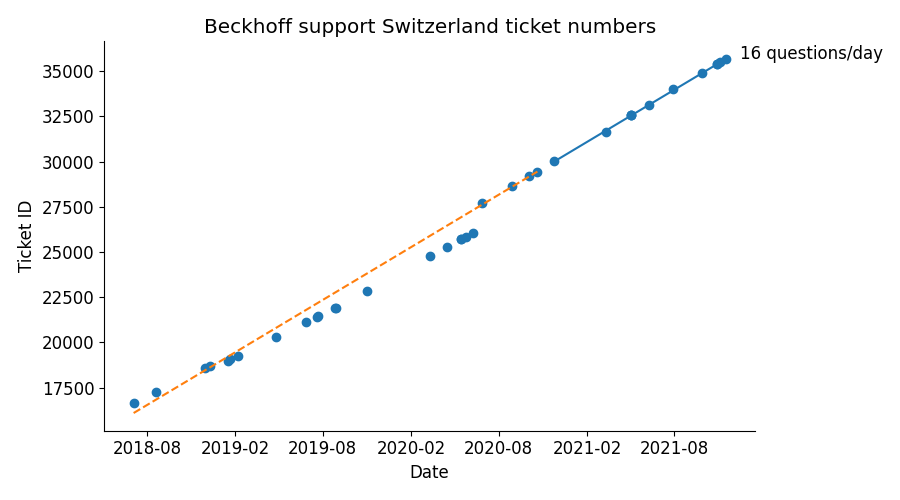 Beckhoff support Switzerland ticket numbers
16 questions/day
35000
32500
30000
27500
25000
22500
20000
17500
Ticket ID
2018-08 2019-02 2019-08 2020-02 2020-08 2021-02 2021-08
Date